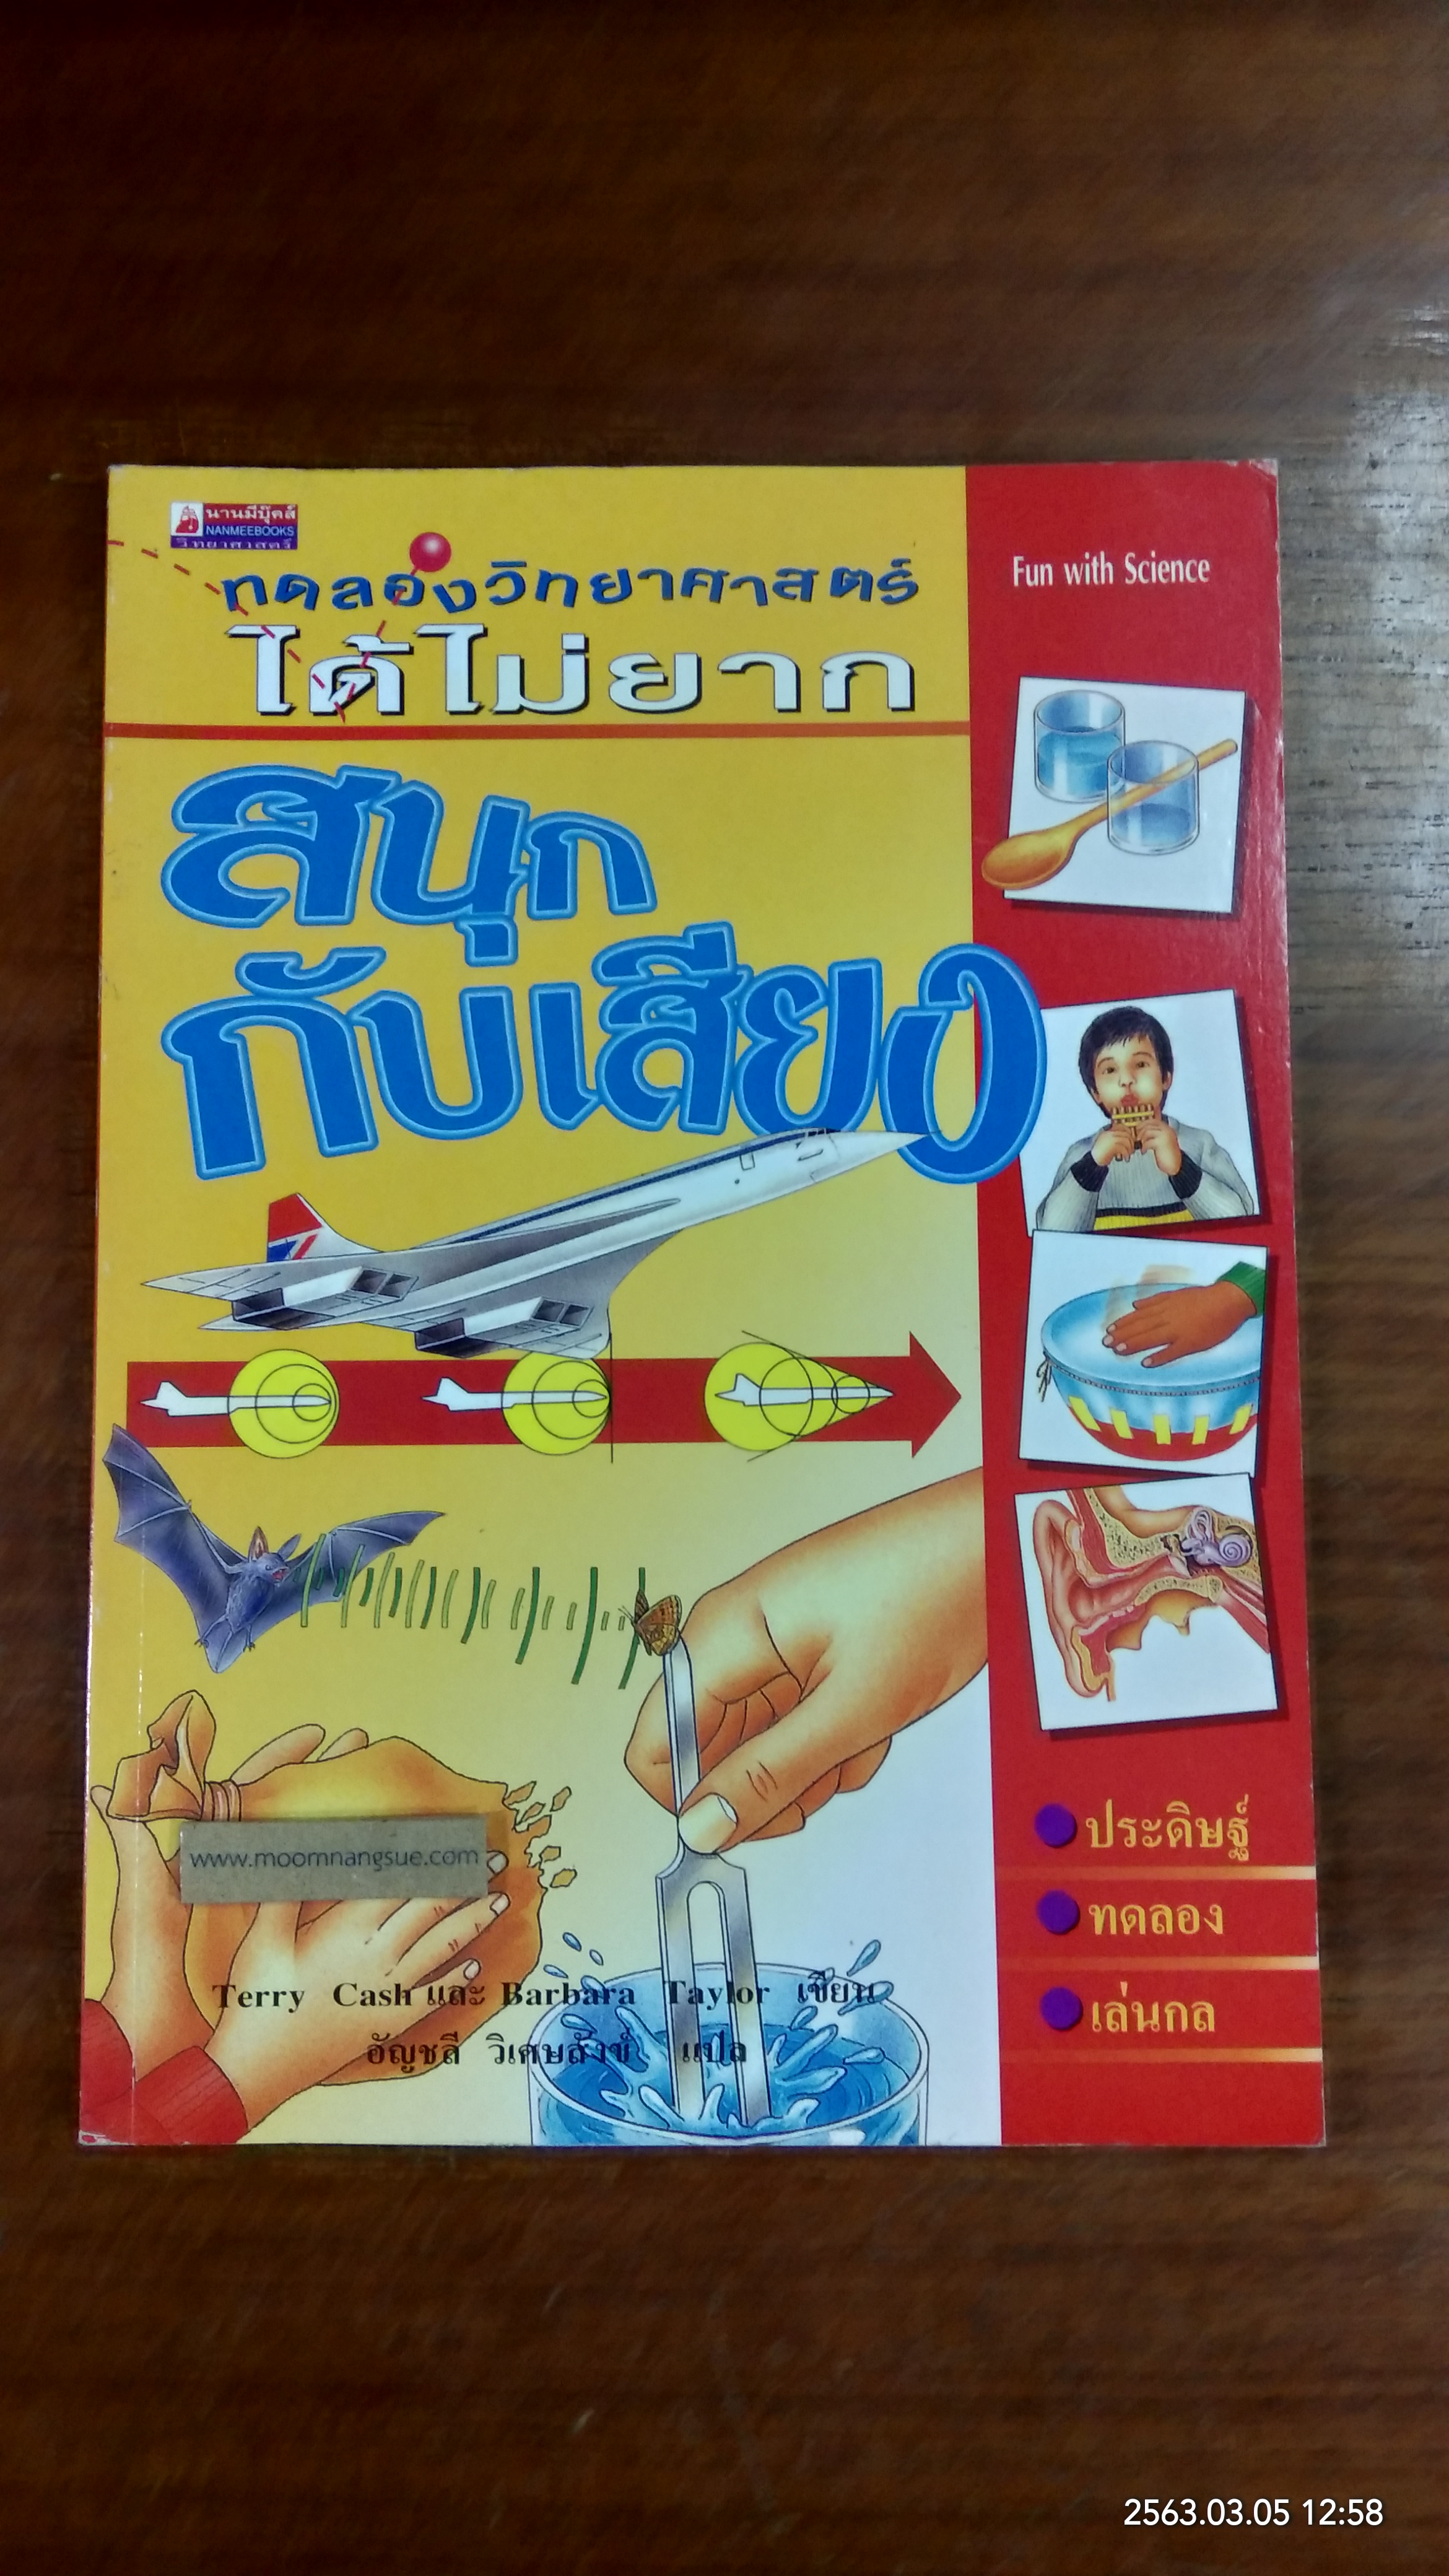 นานมีบุ๊คส์
NANMEEBOOKS
วิทยาศาสตร์
ทดลองวิทยาศาสตร์
ได้ไม่ยาก
Fun with Science
สนุก
กับเสียง
ประดิษฐ์
ทดลอง
เล่นกล
www.moomnangsue.com
Terry Cash และ Barbara Taylor เขียน
อัญชลี วิเศษสังข์ แปล
2563.03.05 12:58